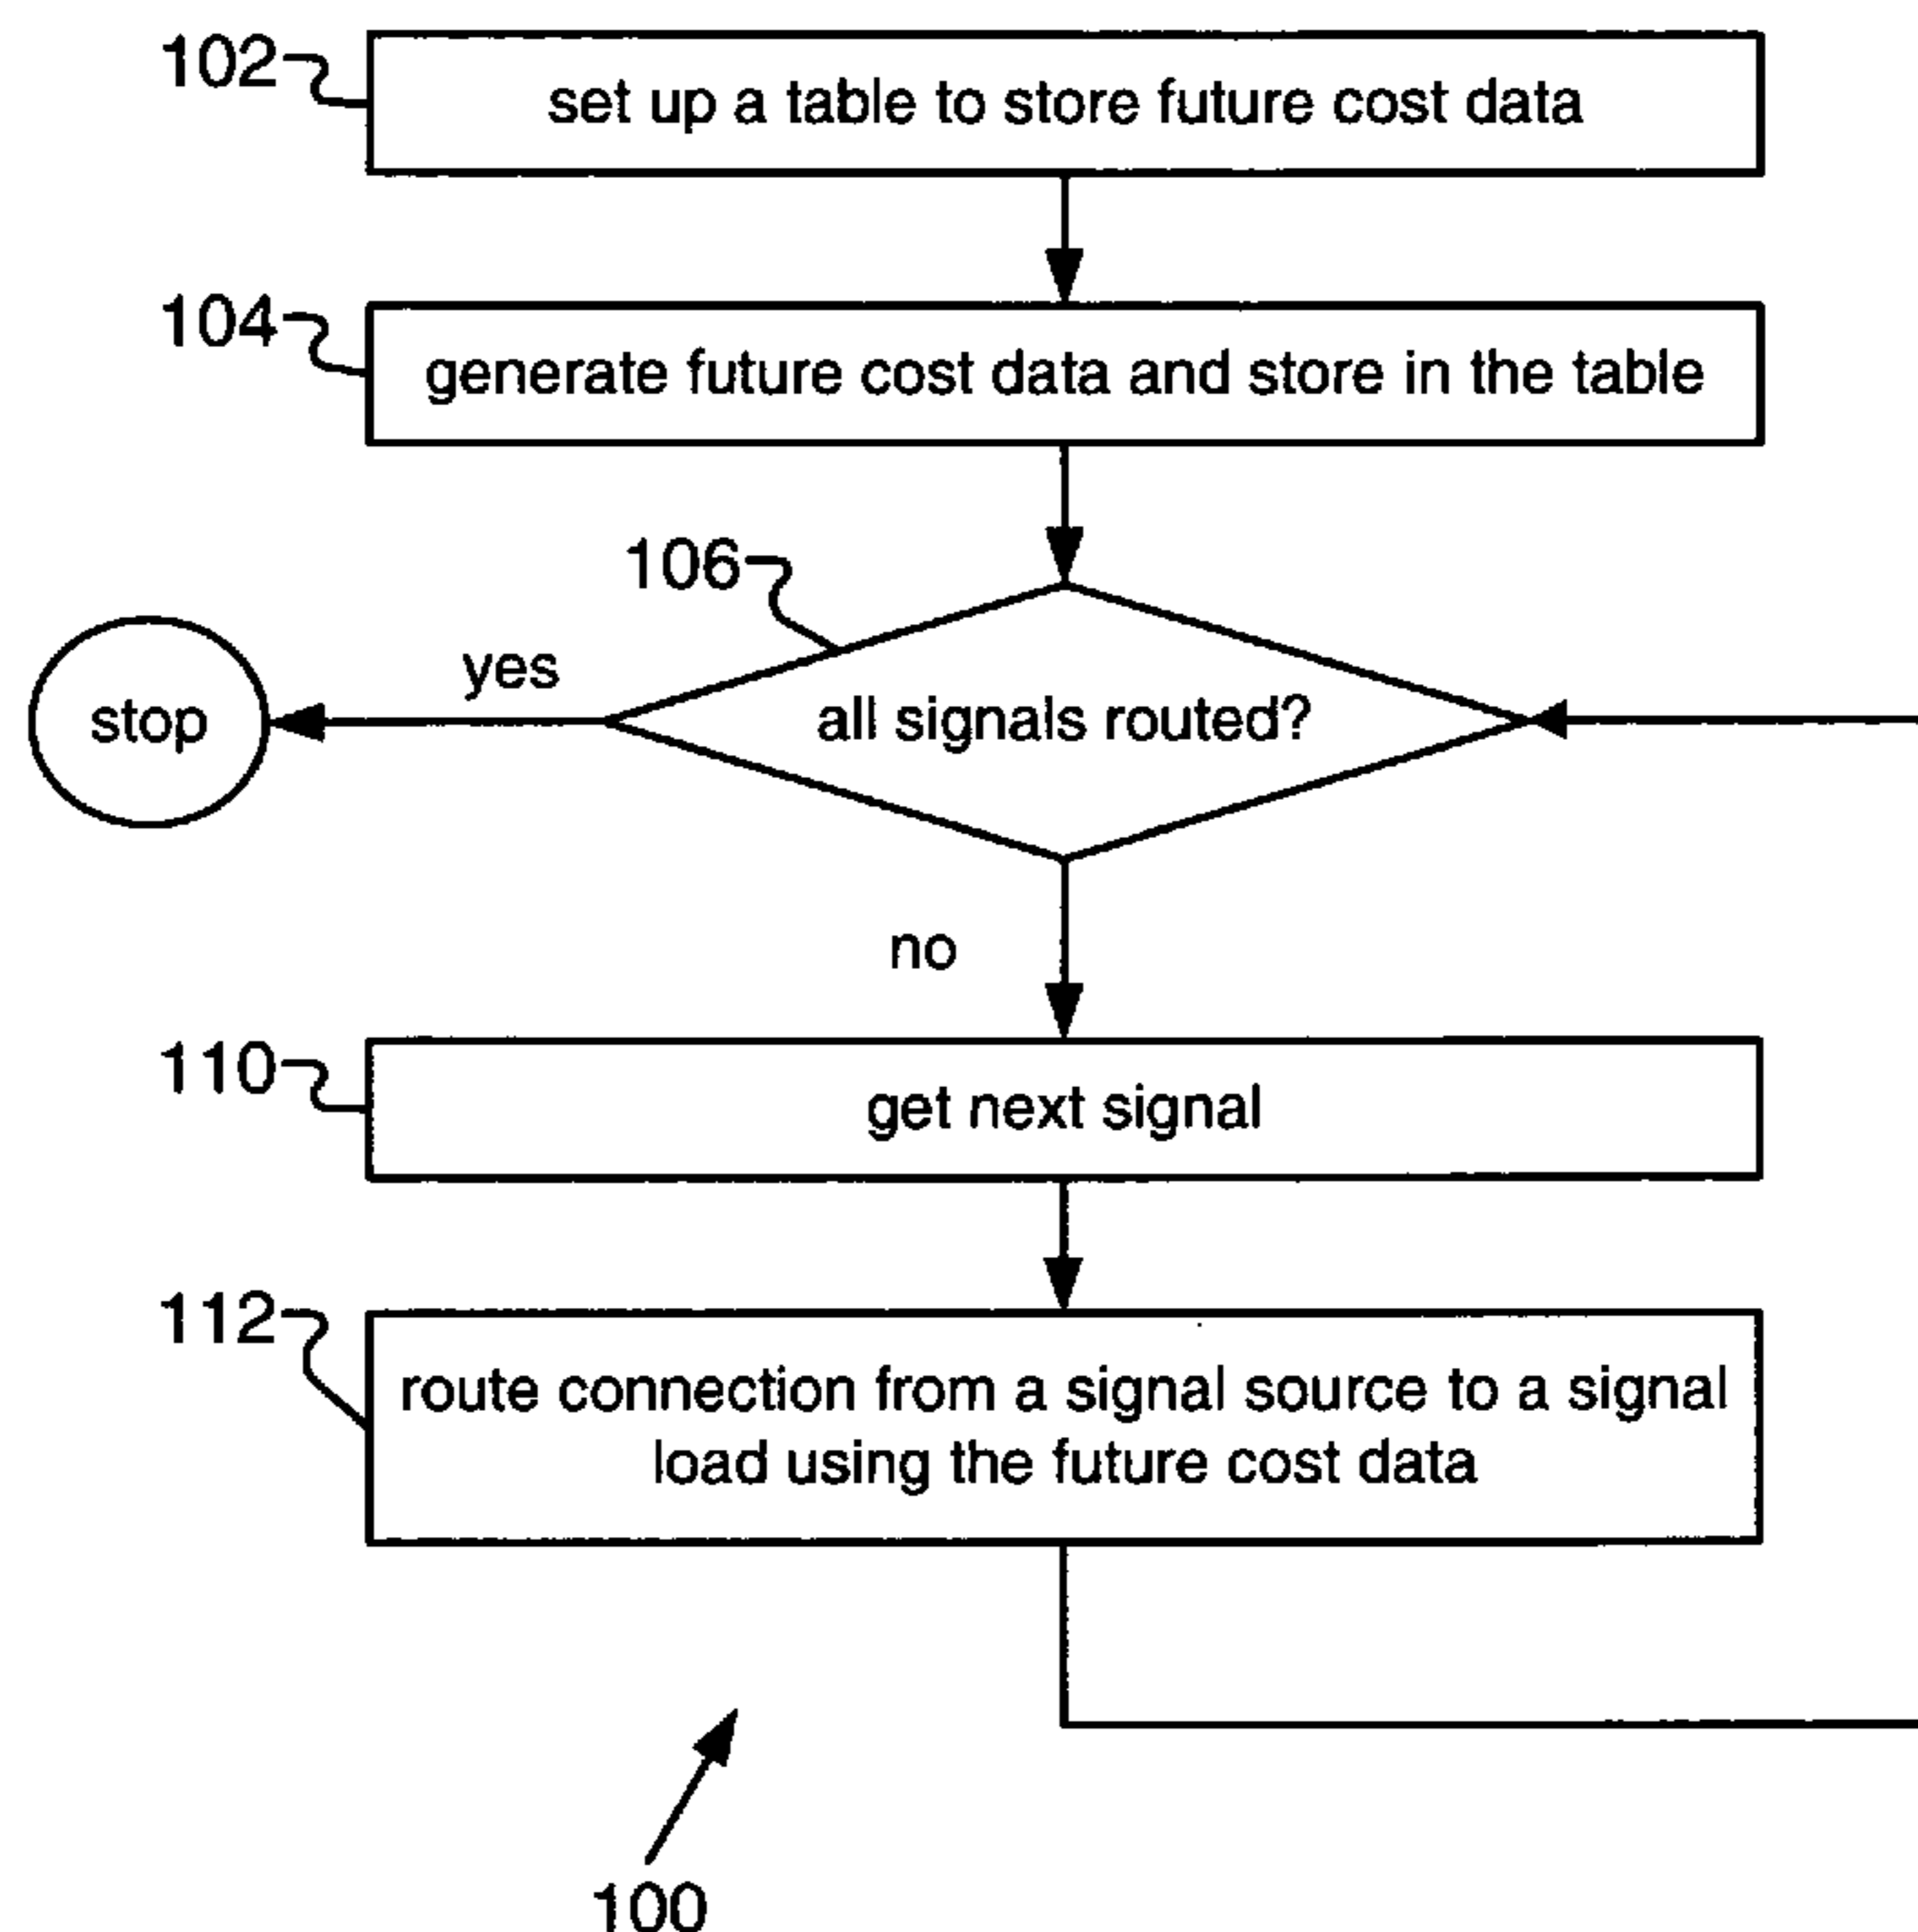 102
set up a table to store future cost data
104
generate future cost data and store in the table
106
yes
stop
all signals routed?
no
110
get next signal
112
route connection from a signal source to a signal
load using the future cost data
100